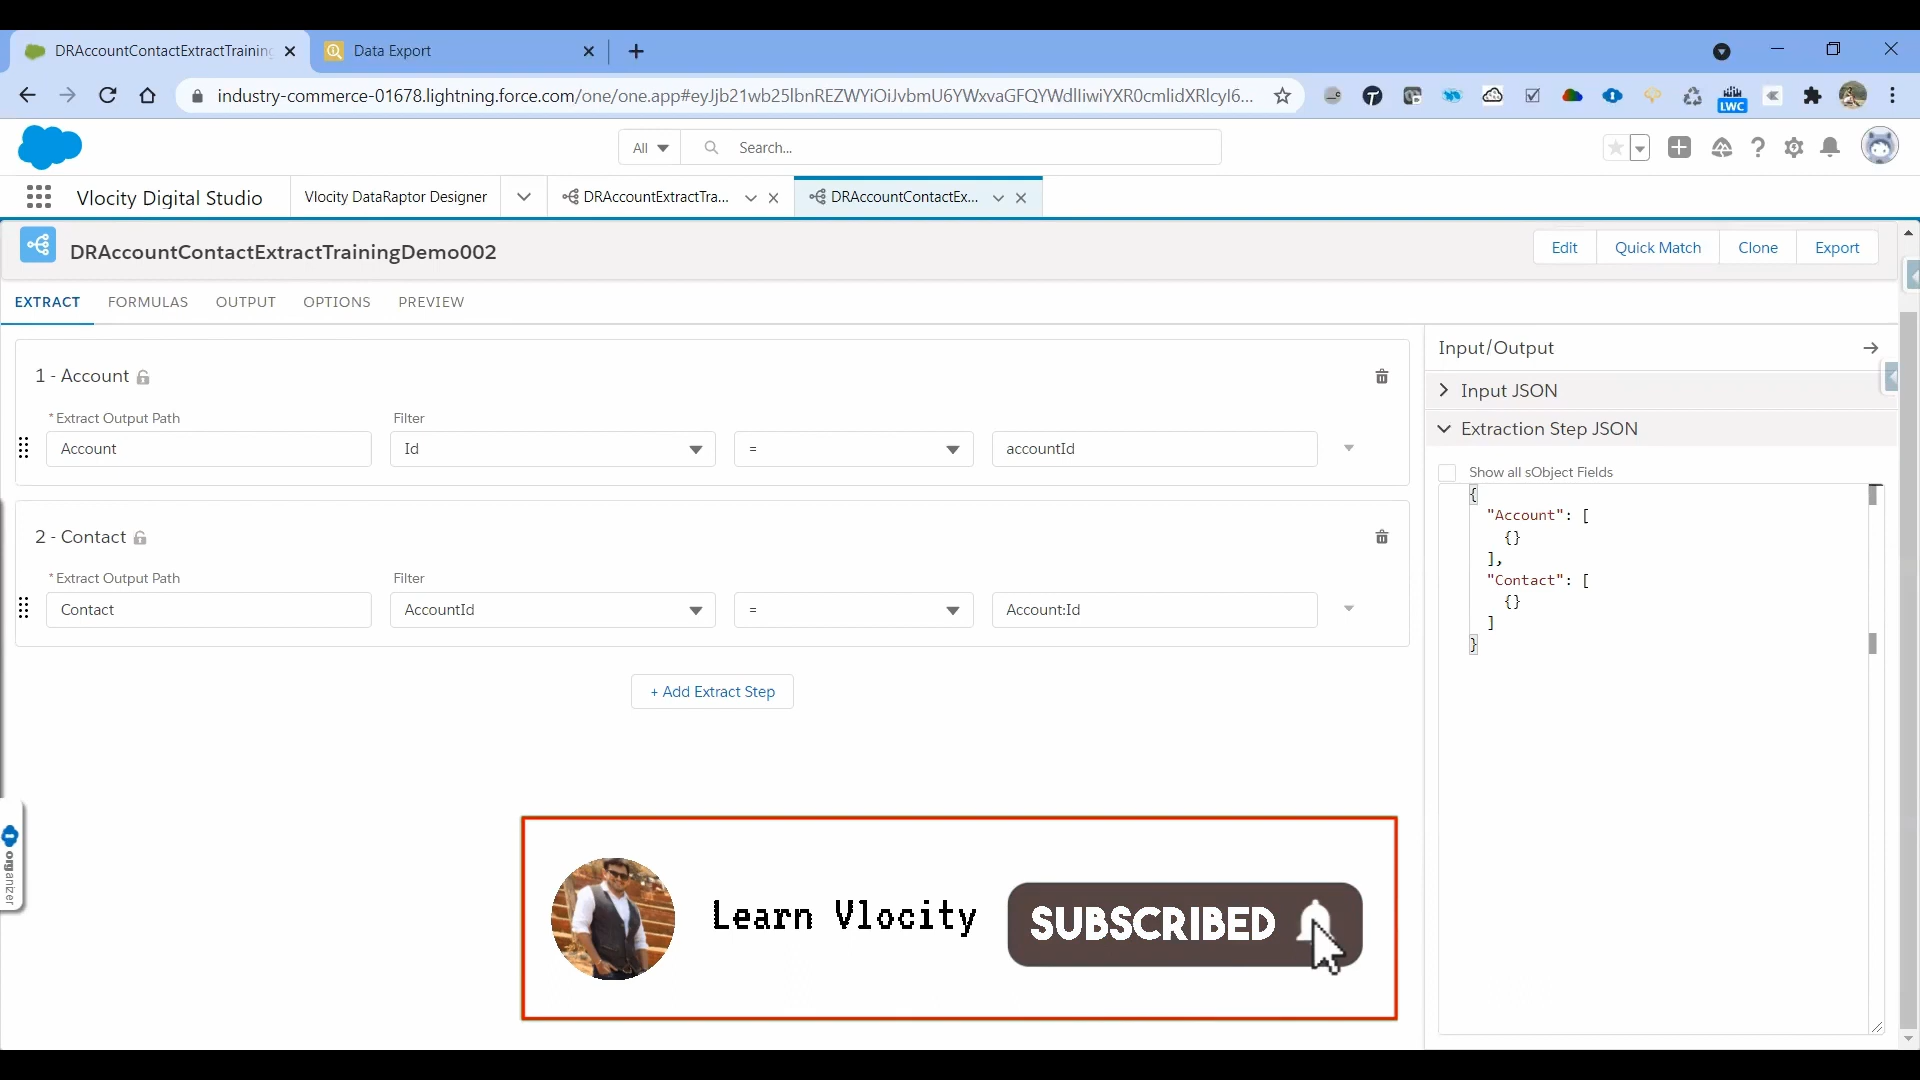 DRAccountContactExtractTraining
Data Export
industry-commerce-01678.lightning.force.com/one/one.app#eyJjb21wb25lbnREZWYiOiJvbmU6YWxvaGFQYWdlIiwiYXR0cmlidXRlcyI6...
LWC
All
Search...
Vlocity Digital Studio
Vlocity DataRaptor Designer
DRAccountExtractTra...
DRAccountContactEx...
DRAccountContactExtractTrainingDemo002
Edit
Quick Match
Clone
Export
EXTRACT
FORMULAS
OUTPUT
OPTIONS
PREVIEW
1 - Account
* Extract Output Path
Filter
Account
Id
=
accountId
2 - Contact
* Extract Output Path
Filter
Contact
AccountId
=
Account:Id
+ Add Extract Step
Input/Output
Input JSON
Extraction Step JSON
Show all sObject Fields
{
"Account": [
{}
],
"Contact": [
{}
]
}
organizer
Learn Vlocity
SUBSCRIBED